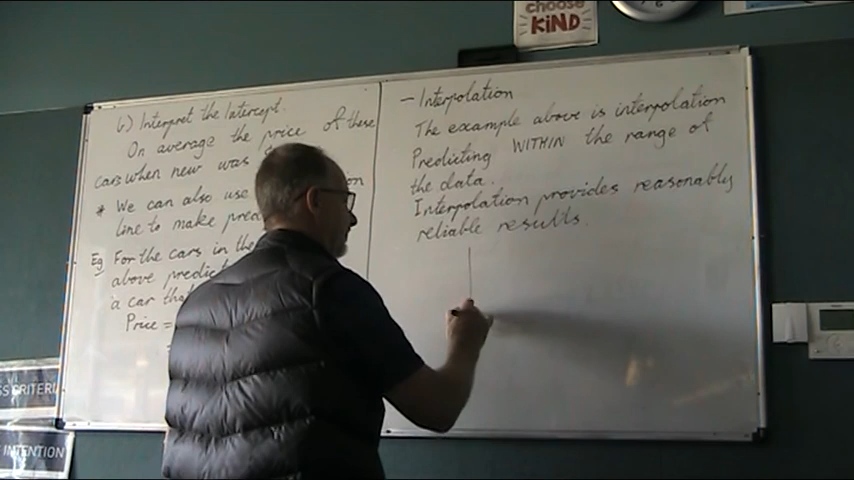 choose
KiND
b) Interpret the Intercept.
On average the price of these
cars when new was
* We can also use
line to make
Eg For the cars in the
above predict
a car that
Price =
- Interpolation
The example above is interpolation
Predicting WITHIN the range of
the data.
Interpolation provides reasonably
reliable results.
SS CRITERI
INTENTION